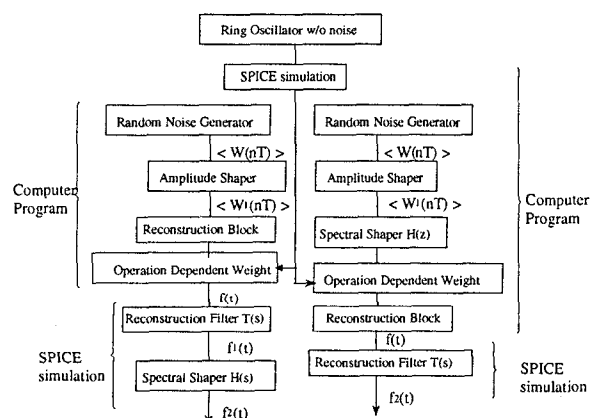 Ring Oscillator w/o noise
SPICE simulation
Random Noise Generator
< W(nT) >
Amplitude Shaper
< W¹(nT) >
Reconstruction Block
Operation Dependent Weight
f(t)
Reconstruction Filter T(s)
f¹(t)
Spectral Shaper H(s)
f₂(t)
Computer
Program
SPICE
simulation
Random Noise Generator
< W(nT) >
Amplitude Shaper
< W¹(nT) >
Spectral Shaper H(z)
Operation Dependent Weight
Reconstruction Block
f(t)
Reconstruction Filter T(s)
f₂(t)
Computer
Program
SPICE
simulation